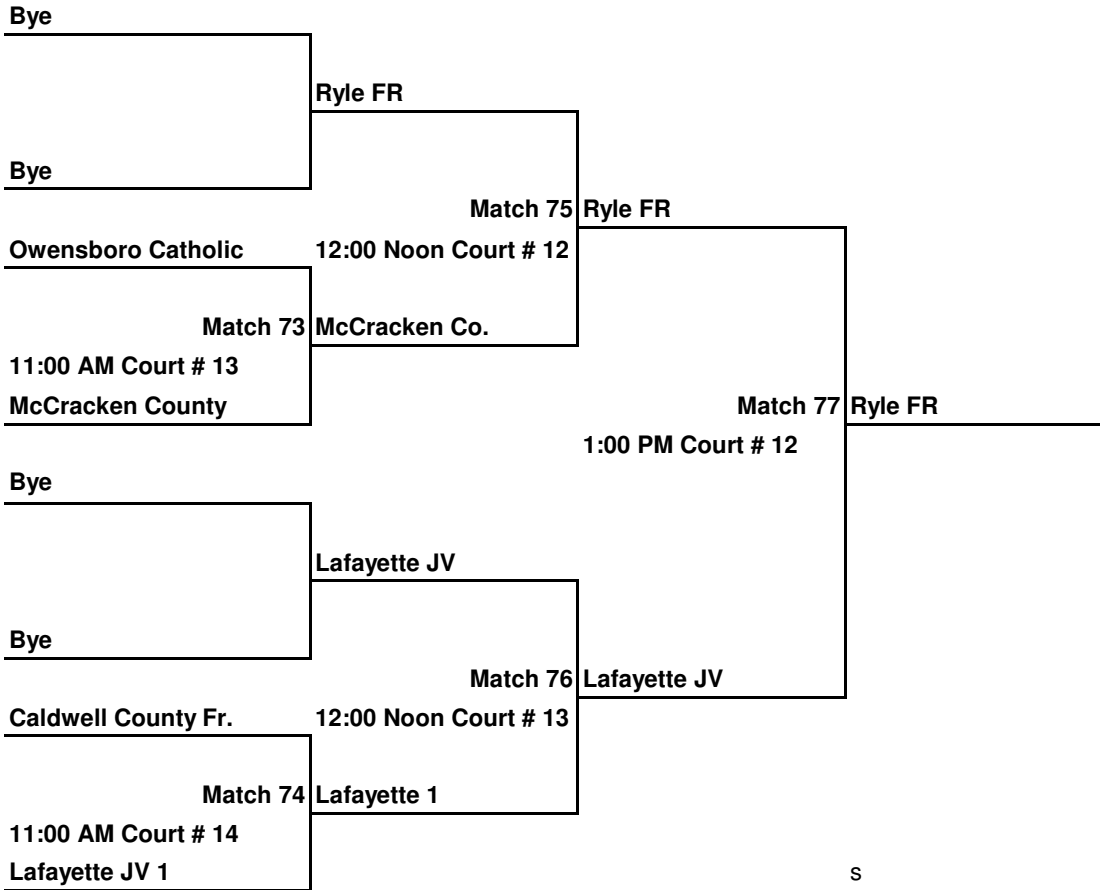 Bye
Ryle FR
Bye
Match 75 Ryle FR
Owensboro Catholic 12:00 Noon Court # 12
Match 73 McCracken Co.
11:00 AM Court # 13
McCracken County Match 77 Ryle FR
1:00 PM Court # 12
Bye
Lafayette JV
Bye
Match 76 Lafayette JV
Caldwell County Fr. 12:00 Noon Court # 13
Match 74 Lafayette 1
11:00 AM Court # 14
Lafayette JV 1 s